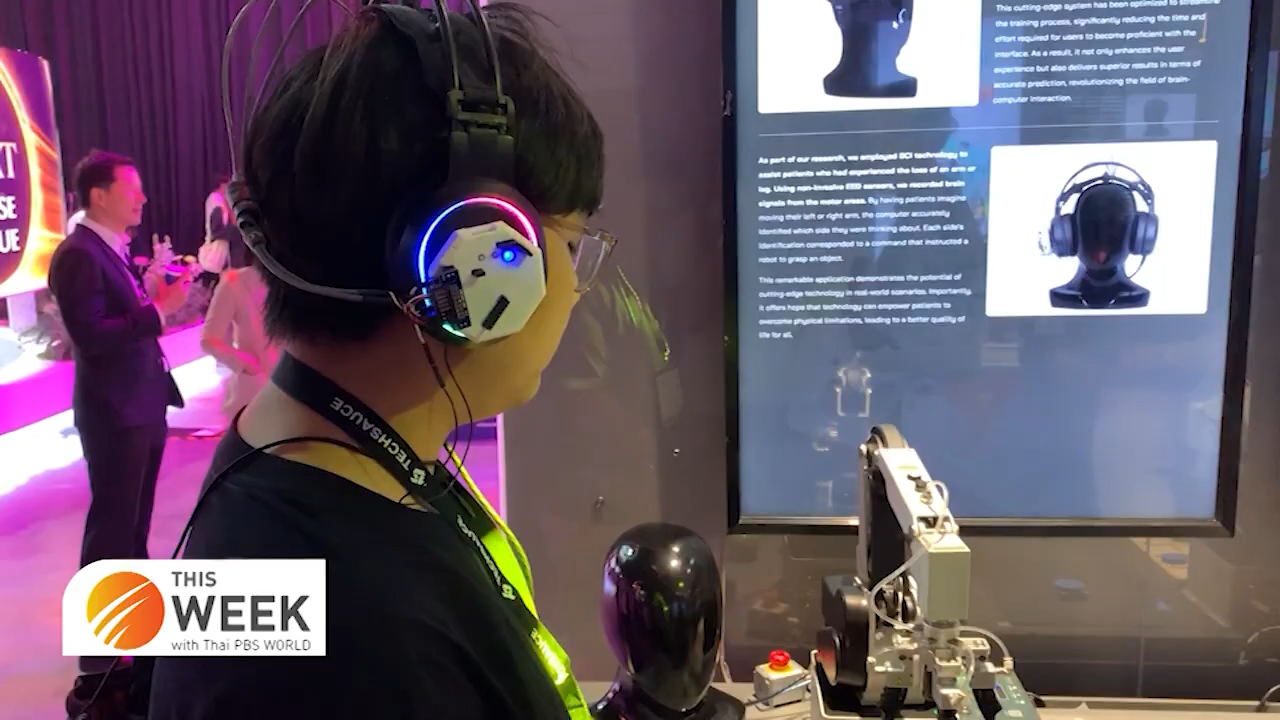 This cutting-edge system has been optimized to streamline
the training process, significantly reducing the time and
effort required for users to become proficient with the
interface. As a result, it not only enhances the user
experience but also delivers superior results in terms of
accurate prediction, revolutionizing the field of brain-
computer interaction.
As part of our research, we employed BCI technology to
assist patients who had experienced the loss of an arm or
leg. Using non-invasive EEG sensors, we recorded brain
signals from the motor areas. By having patients imagine
moving their left or right arm, the computer accurately
identified which side they were thinking about. Each side's
identification corresponded to a command that instructed a
robot to grasp an object.
This remarkable application demonstrates the potential of
cutting-edge technology in real-world scenarios. Importantly,
it offers hope that technology can empower patients to
overcome physical limitations, leading to a better quality of
life for all.
TECHSAUCE
THIS
WEEK
with Thai PBS WORLD